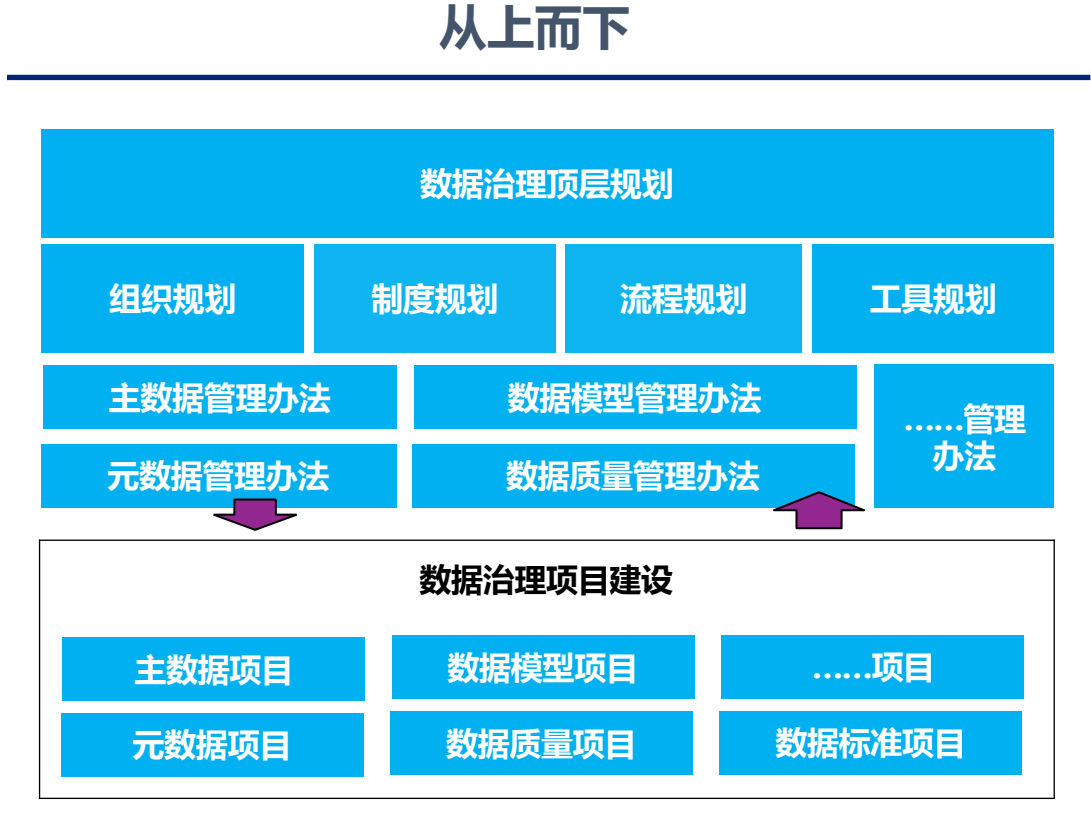 从上而下
数据治理顶层规划
组织规划
制度规划
流程规划
工具规划
主数据管理办法
数据模型管理办法
……管理
办法
元数据管理办法
数据质量管理办法
数据治理项目建设
主数据项目
数据模型项目
……项目
元数据项目
数据质量项目
数据标准项目